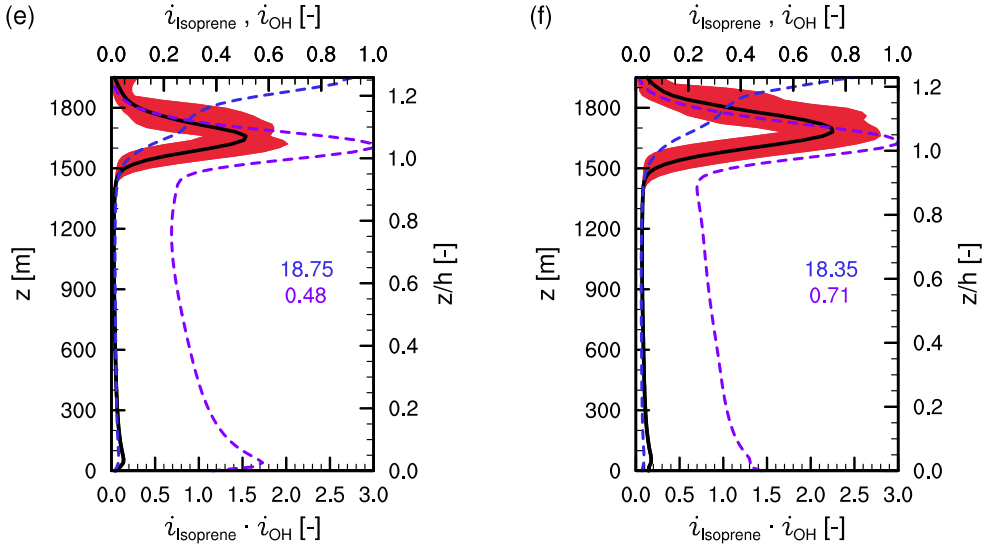 (e)
i_Isoprene , i_OH [-]
0.0 0.2 0.4 0.6 0.8 1.0
z [m]
1800
1500
1200
900
600
300
0
18.75
0.48
1.2
1.0
0.8
0.6
0.4
0.2
0.0
z/h [-]
0.0 0.5 1.0 1.5 2.0 2.5 3.0
i_Isoprene · i_OH [-]
(f)
i_Isoprene , i_OH [-]
0.0 0.2 0.4 0.6 0.8 1.0
z [m]
1800
1500
1200
900
600
300
0
18.35
0.71
1.2
1.0
0.8
0.6
0.4
0.2
0.0
z/h [-]
0.0 0.5 1.0 1.5 2.0 2.5 3.0
i_Isoprene · i_OH [-]